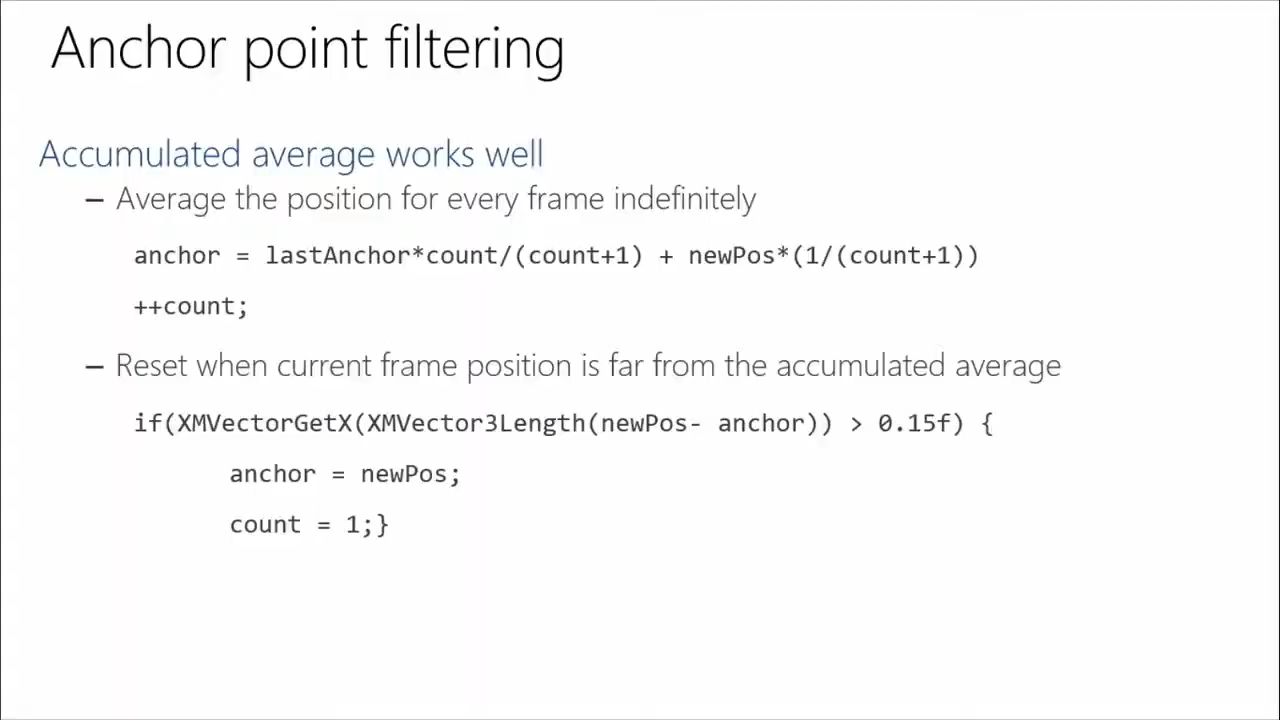 Anchor point filtering
Accumulated average works well
– Average the position for every frame indefinitely
anchor = lastAnchor*count/(count+1) + newPos*(1/(count+1))
++count;
– Reset when current frame position is far from the accumulated average
if(XMVectorGetX(XMVector3Length(newPos- anchor)) > 0.15f) {
anchor = newPos;
count = 1;}